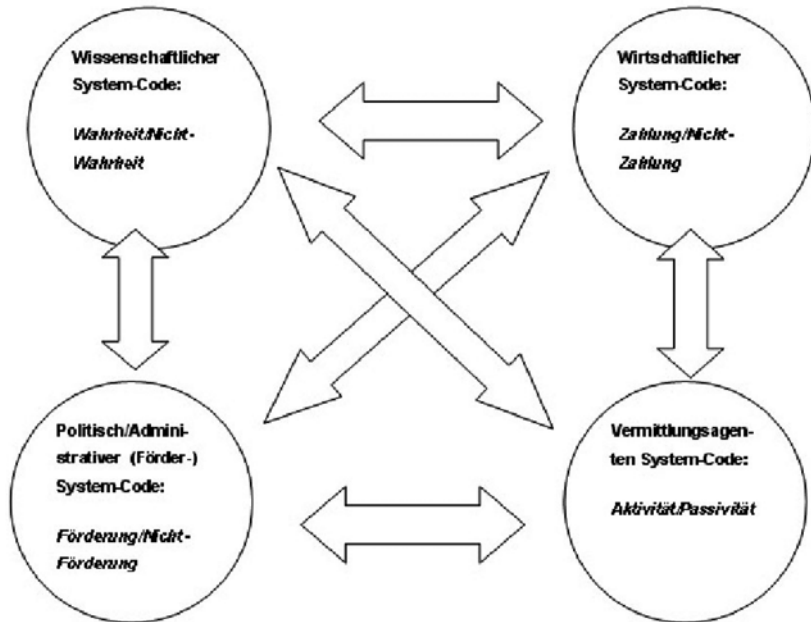 Wissenschaftlicher
System-Code:
Wahrheit/Nicht-
Wahrheit
Wirtschaftlicher
System-Code:
Zahlung/Nicht-
Zahlung
Politisch/Admini-
strativer (Förder-)
System-Code:
Förderung/Nicht-
Förderung
Vermittlungsagen-
ten System-Code:
Aktivität/Passivität